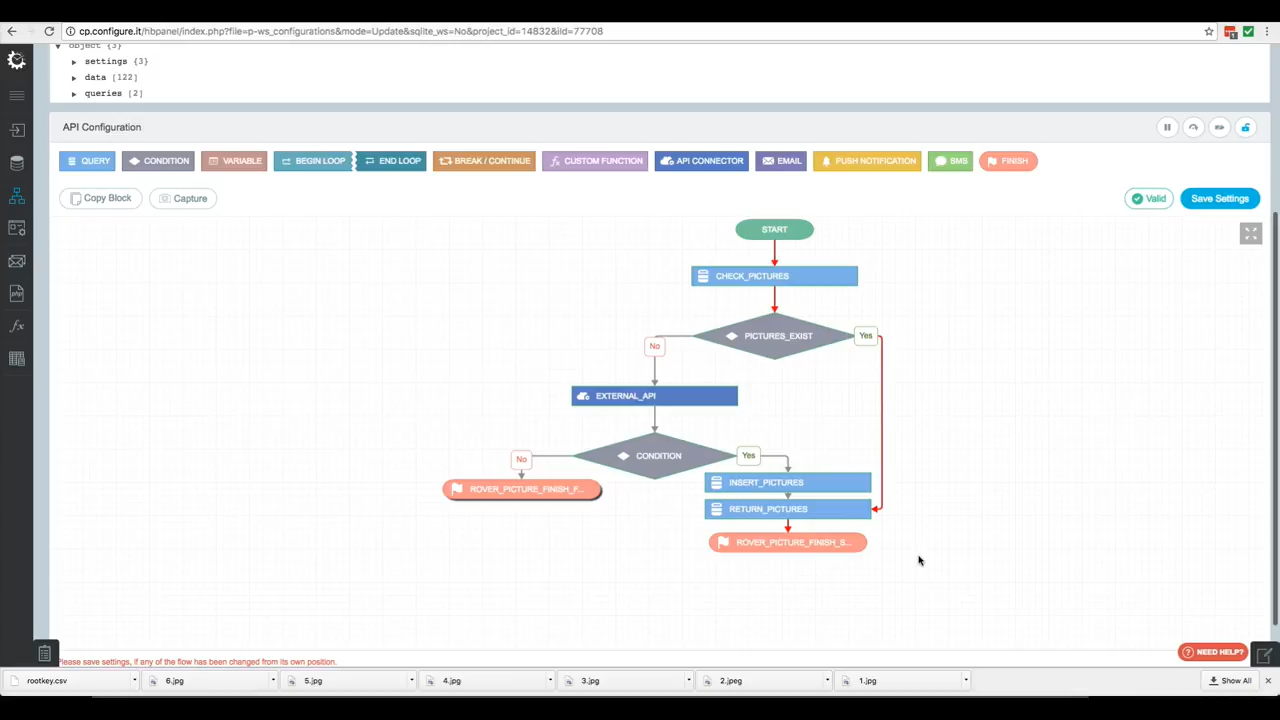 cp.configure.it/hbpanel/index.php?file=p-ws_configurations&mode=Update&sqlite_ws=No&project_id=14832&iId=77708
object {3}
settings {3}
data [122]
queries [2]
API Configuration
QUERY CONDITION VARIABLE BEGIN LOOP END LOOP BREAK / CONTINUE CUSTOM FUNCTION API CONNECTOR EMAIL PUSH NOTIFICATION SMS FINISH
Copy Block Capture Valid Save Settings
START
CHECK_PICTURES
PICTURES_EXIST Yes
No
EXTERNAL_API
No CONDITION Yes
INSERT_PICTURES
ROVER_PICTURE_FINISH_F...
RETURN_PICTURES
ROVER_PICTURE_FINISH_S...
NEED HELP?
Please save settings, if any of the flow has been changed from its own position.
rootkey.csv 6.jpg 5.jpg 4.jpg 3.jpg 2.jpeg 1.jpg Show All